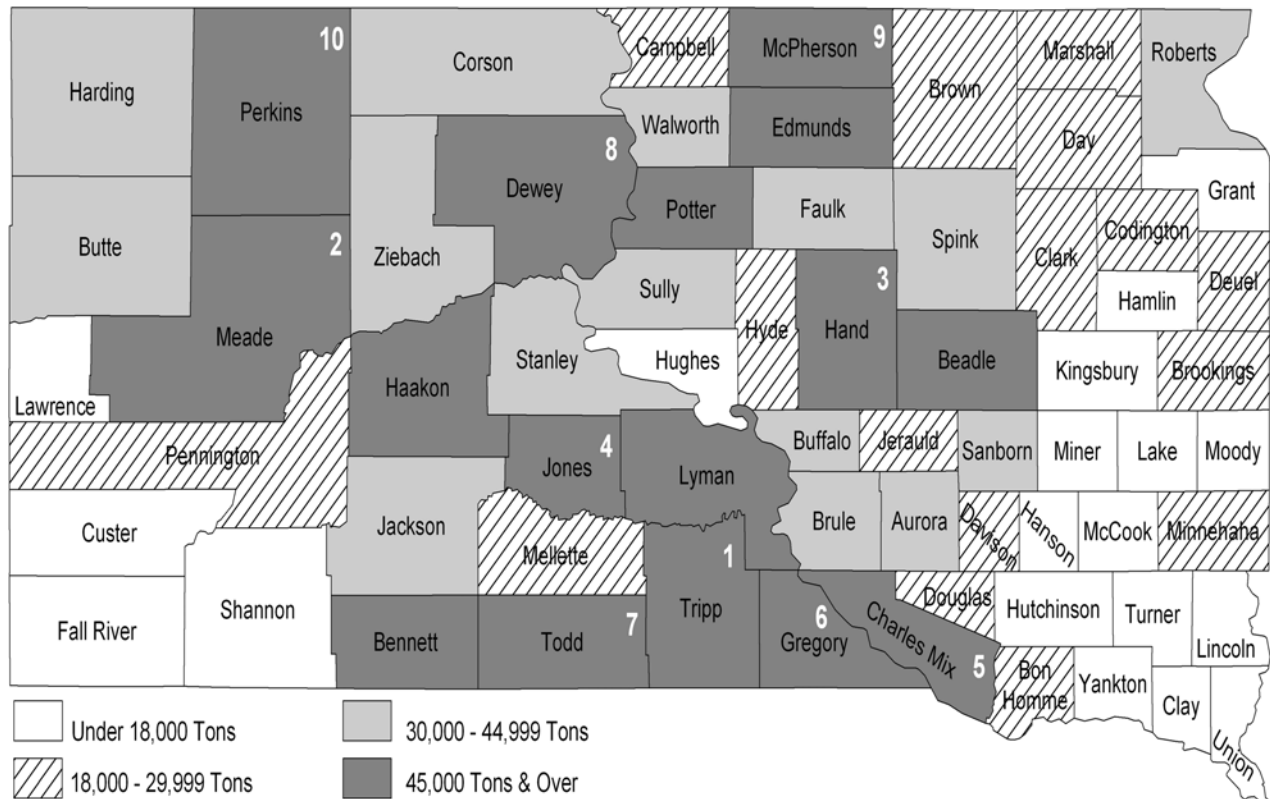 10
Campbell
McPherson
9
Marshall
Roberts
Corson
Harding
Brown
Perkins
Walworth
Edmunds
Day
8
Dewey
Grant
Potter
Faulk
Codington
Butte
2
Ziebach
Spink
Clark
Sully
3
Deuel
Hamlin
Meade
Hyde
Hand
Stanley
Hughes
Beadle
Kingsbury
Brookings
Haakon
Lawrence
Pennington
4
Jones
Buffalo
Jerauld
Sanborn
Miner
Lake
Moody
Lyman
Jackson
Brule
Aurora
Davison
Hanson
McCook
Minnehaha
Custer
Mellette
1
Shannon
Tripp
Douglas
Hutchinson
Turner
Fall River
Bennett
Todd
7
6
Gregory
Charles Mix
5
Lincoln
Bon
Homme
Yankton
Clay
Union
Under 18,000 Tons
30,000 - 44,999 Tons
18,000 - 29,999 Tons
45,000 Tons & Over